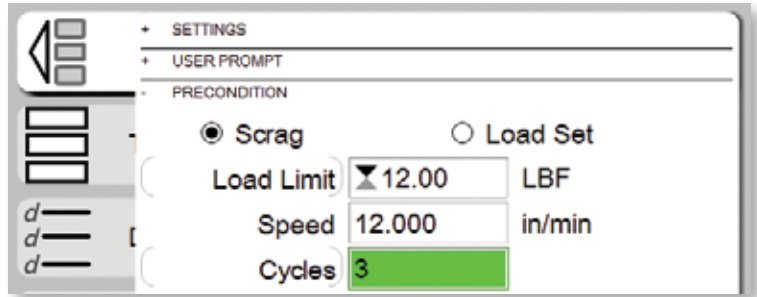 + SETTINGS
+ USER PROMPT
- PRECONDITION
Scrag Load Set
Load Limit 12.00 LBF
d Speed 12.000 in/min
d
d Cycles 3